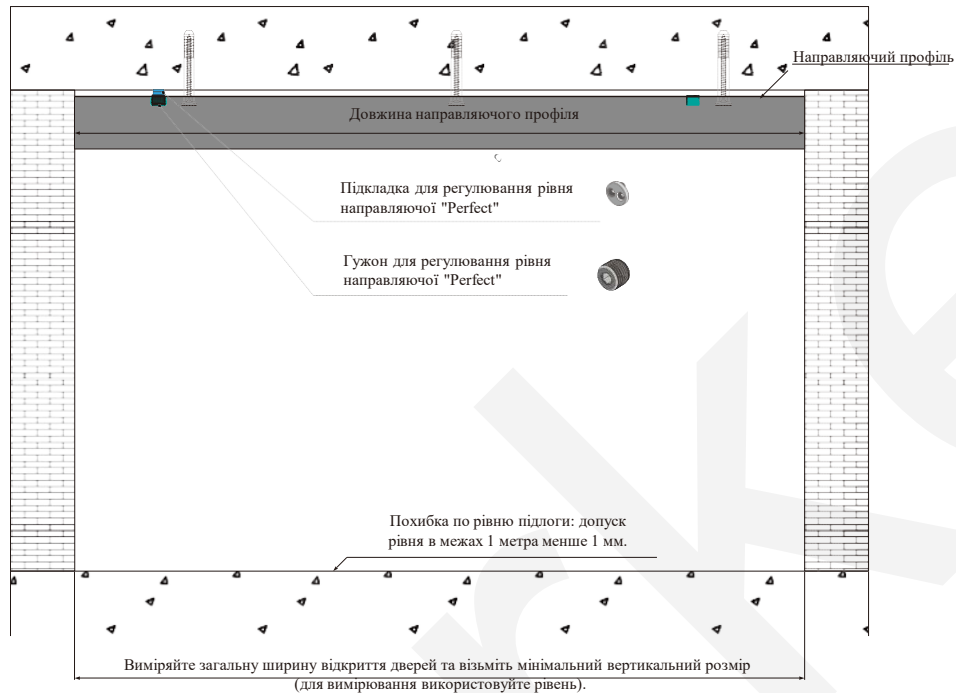 Направляючий профіль
Довжина направляючого профіля
Підкладка для регулювання рівня
направляючої "Perfect"
Гужон для регулювання рівня
направляючої "Perfect"
Похибка по рівню підлоги: допуск
рівня в межах 1 метра менше 1 мм.
Виміряйте загальну ширину відкриття дверей та візьміть мінімальний вертикальний розмір
(для вимірювання використовуйте рівень).